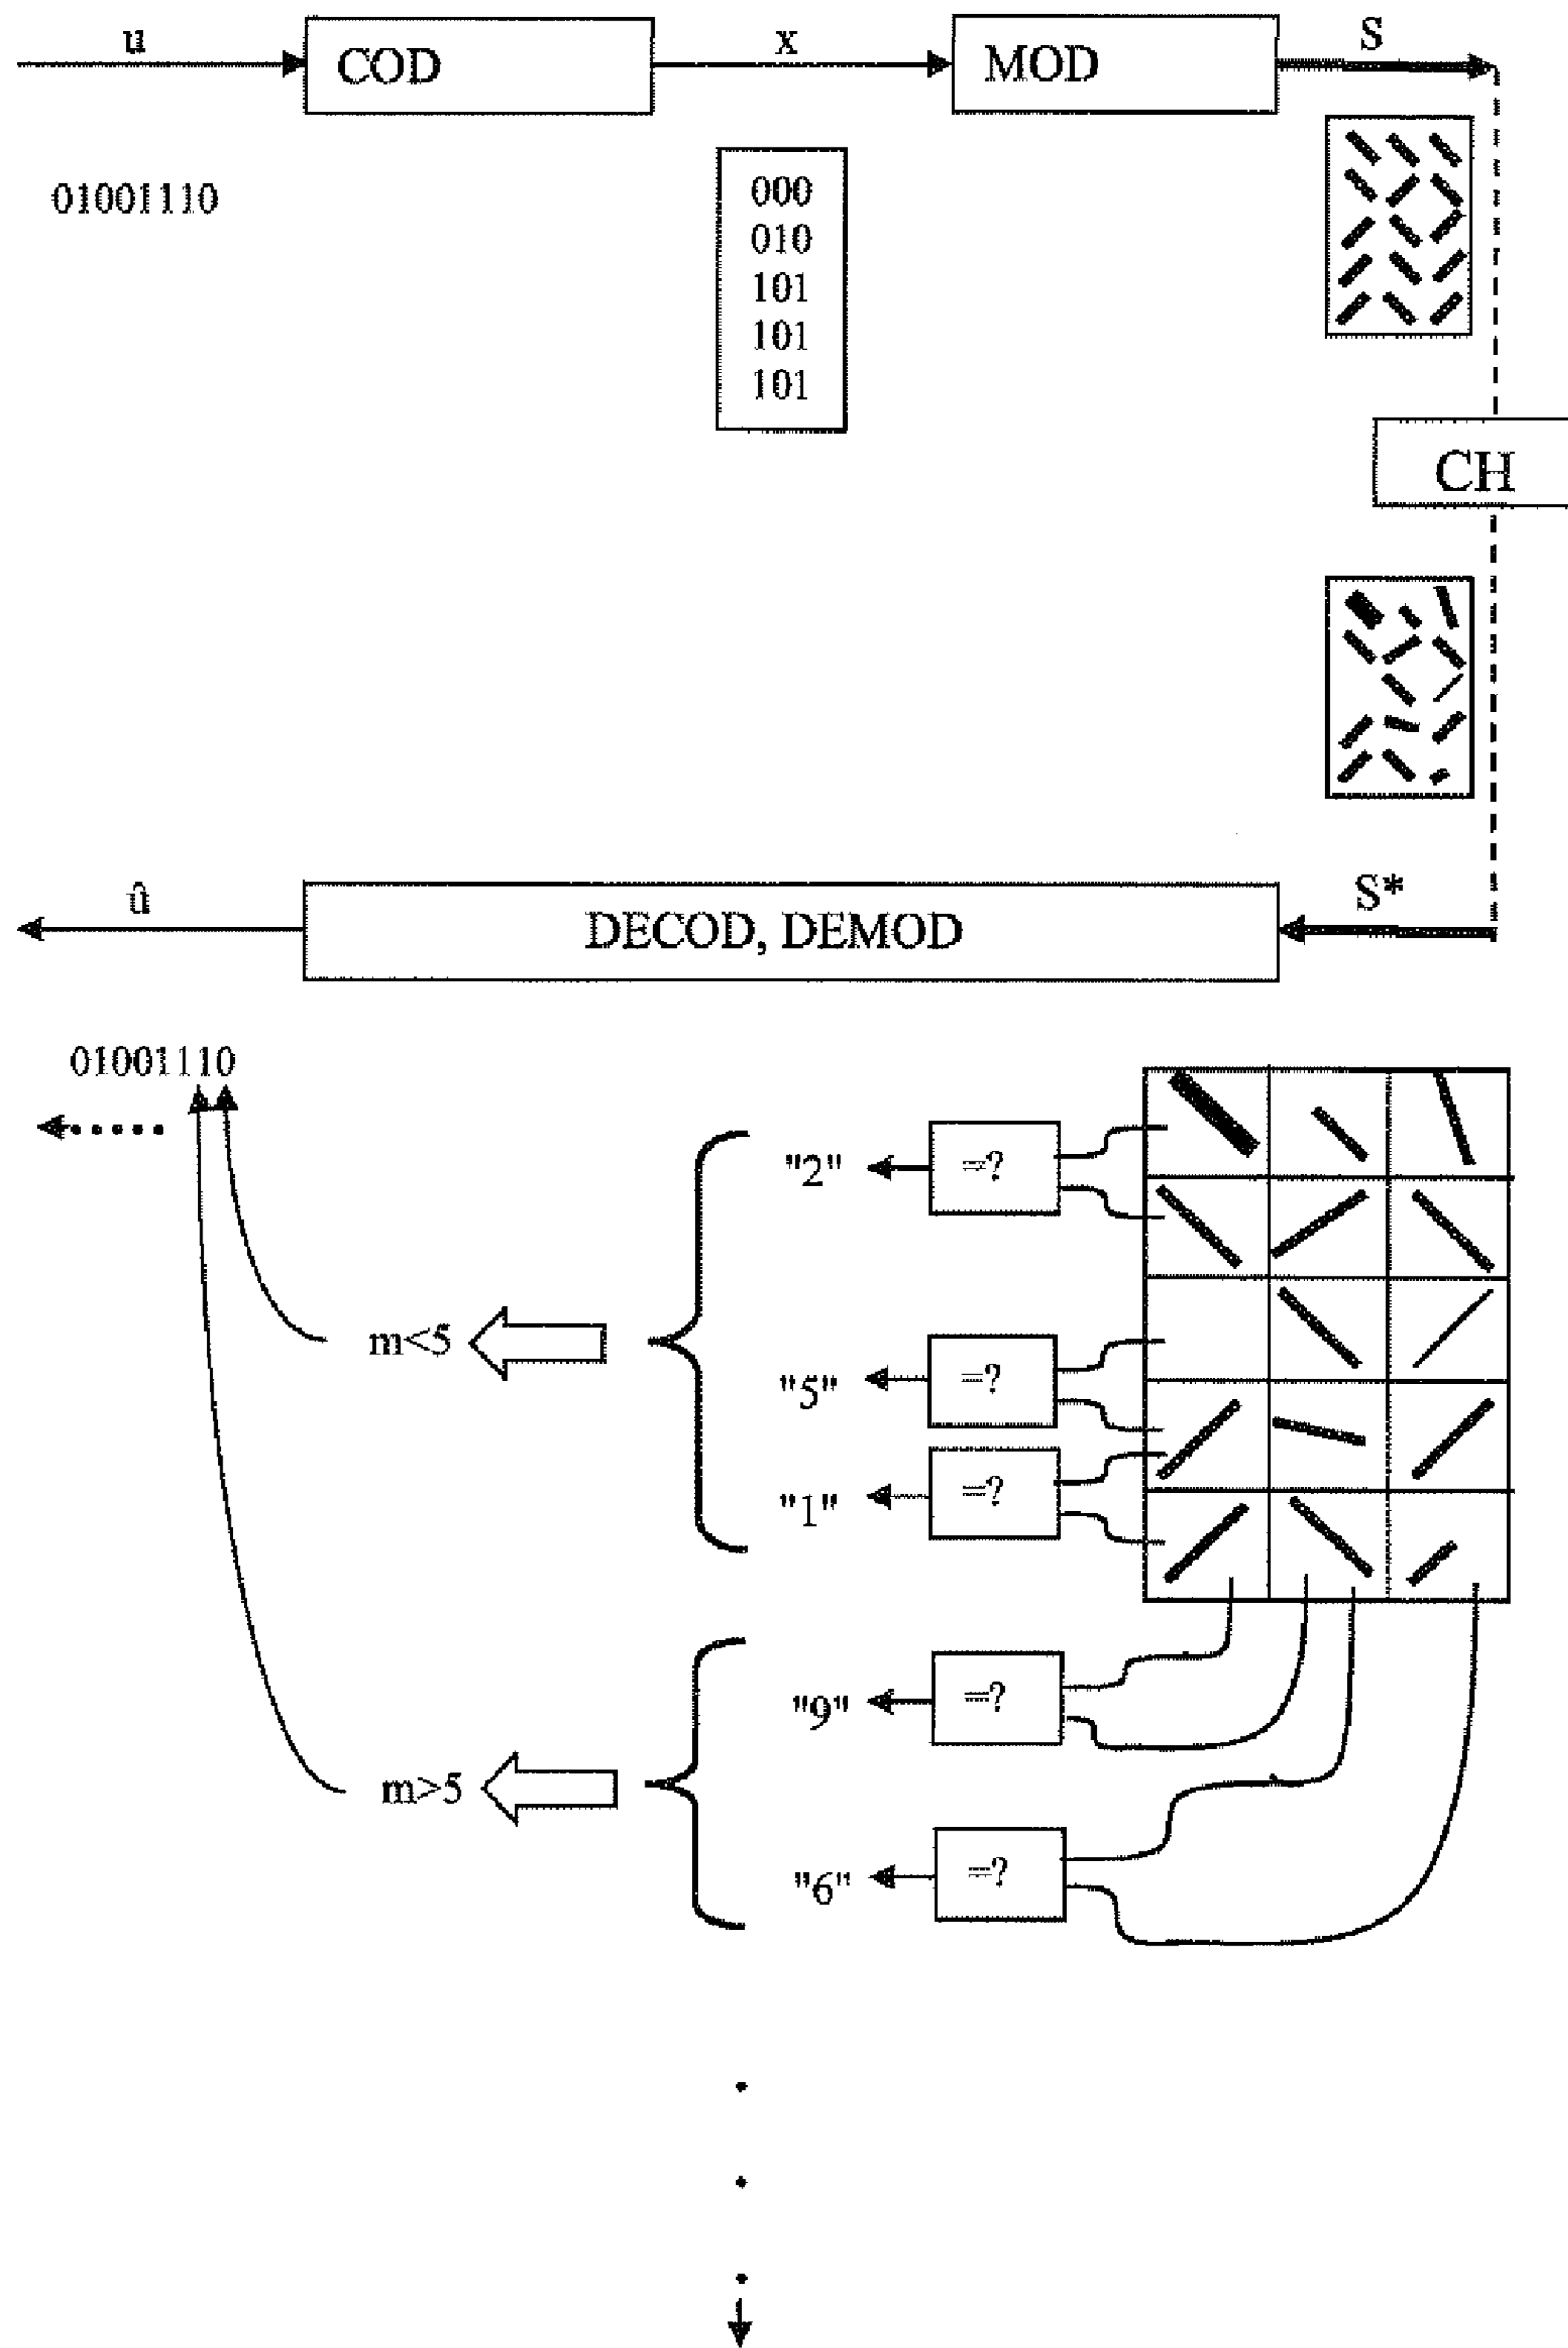 u
COD
x
MOD
S
01001110
000
010
101
101
101
CH
û
DECOD, DEMOD
S*
01001110
"2"
=?
m<5
"5"
=?
"1"
=?
"9"
=?
m>5
"6"
=?